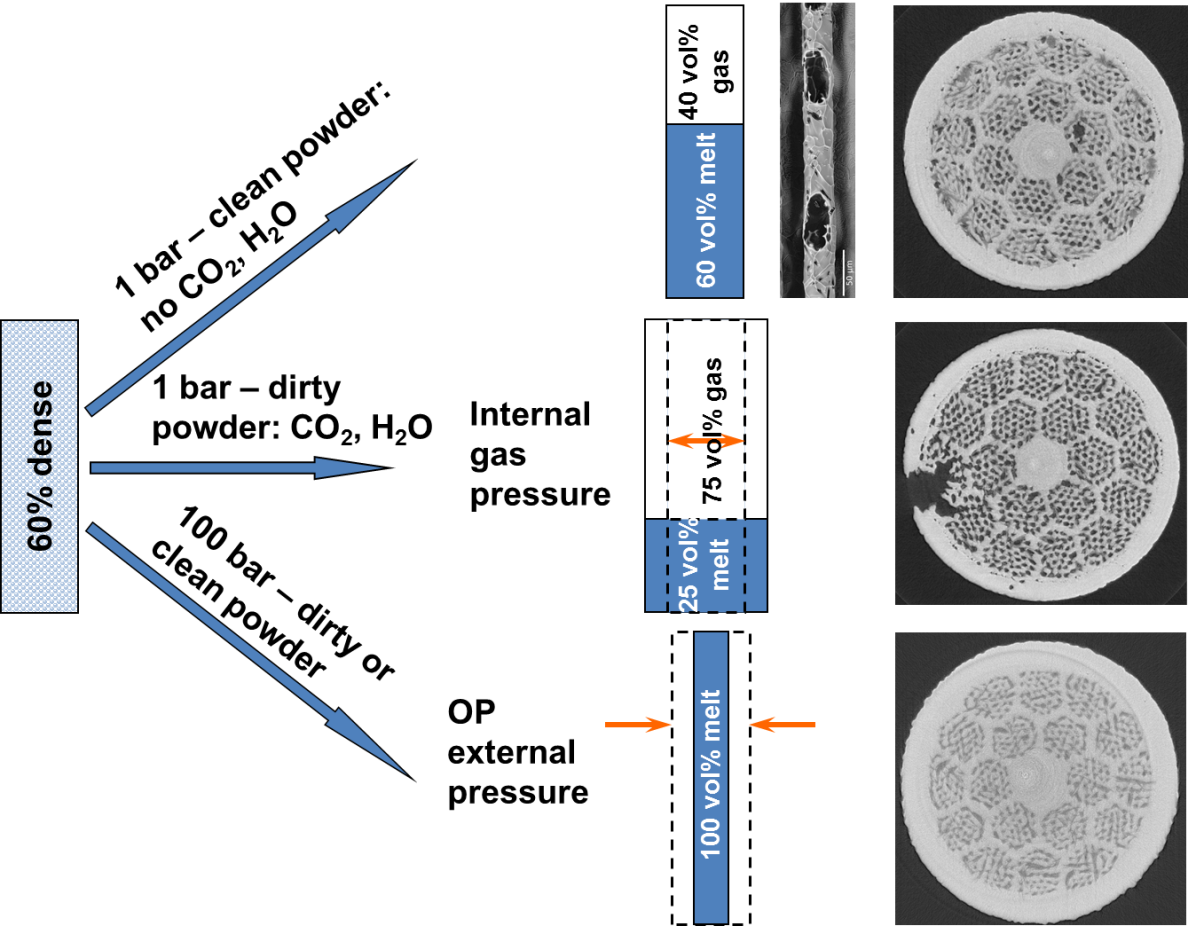 60% dense
1 bar – clean powder:
no CO₂, H₂O
1 bar – dirty
powder: CO₂, H₂O
100 bar – dirty or
clean powder
Internal
gas
pressure
OP
external
pressure
40 vol%
gas
60 vol% melt
50 µm
75 vol% gas
25 vol%
melt
100 vol% melt